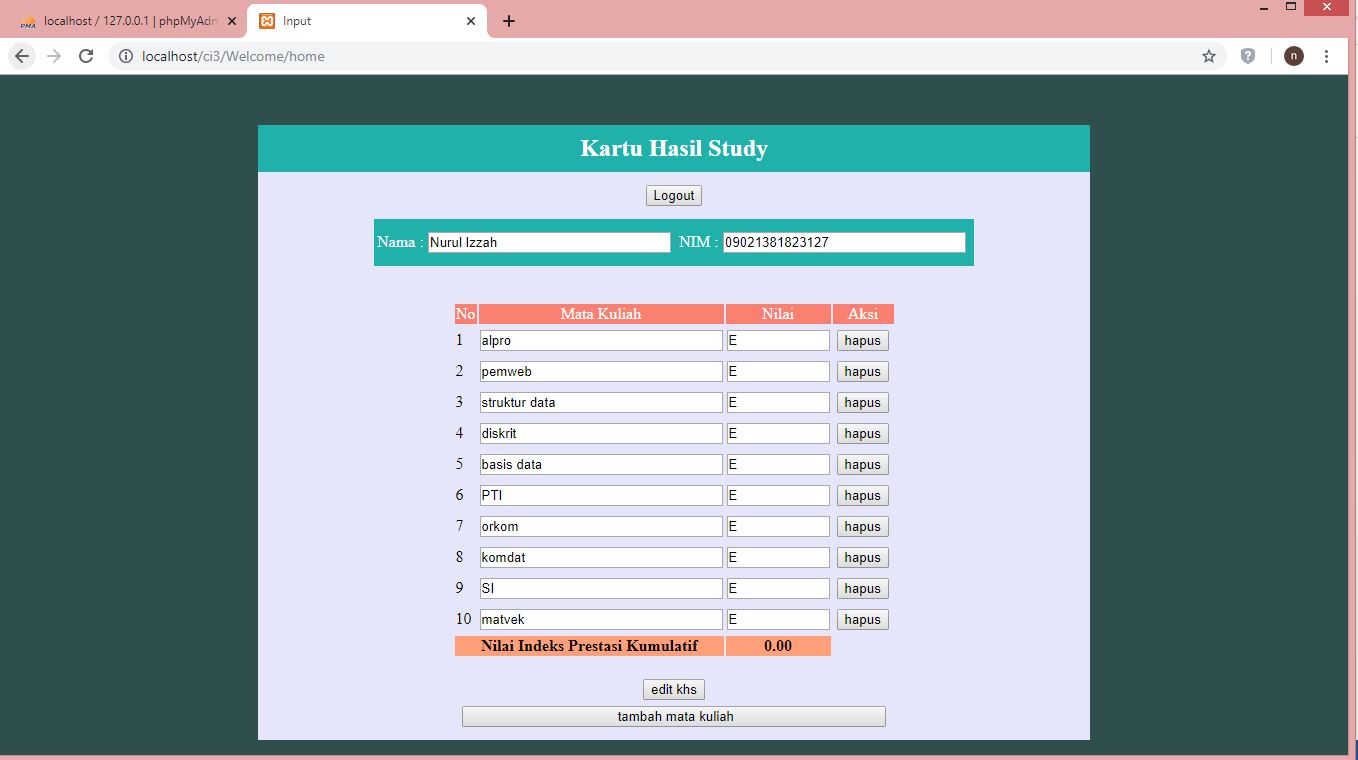 PMA localhost / 127.0.0.1 | phpMyAdm
Input
localhost/ci3/Welcome/home
n
Kartu Hasil Study
Logout
Nama : Nurul Izzah NIM : 09021381823127
No Mata Kuliah Nilai Aksi
1 alpro E hapus
2 pemweb E hapus
3 struktur data E hapus
4 diskrit E hapus
5 basis data E hapus
6 PTI E hapus
7 orkom E hapus
8 komdat E hapus
9 SI E hapus
10 matvek E hapus
Nilai Indeks Prestasi Kumulatif 0.00
edit khs
tambah mata kuliah